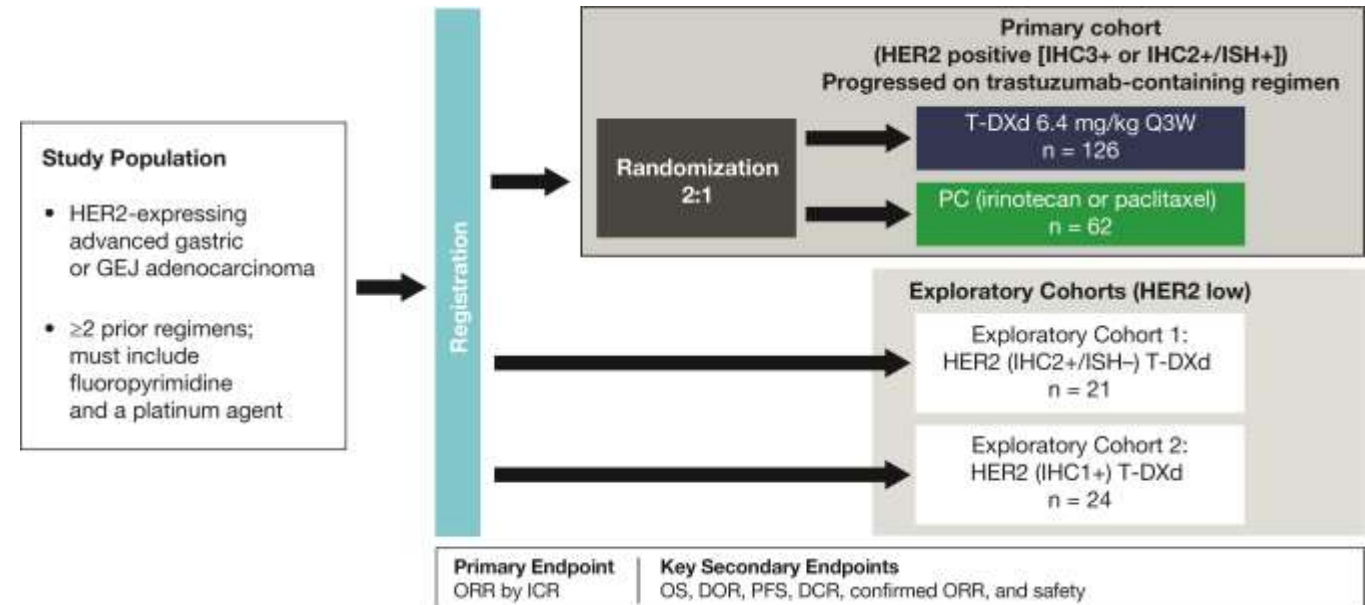 Study Population
• HER2-expressing
advanced gastric
or GEJ adenocarcinoma
• ≥2 prior regimens;
must include
fluoropyrimidine
and a platinum agent
Registration
Primary cohort
(HER2 positive [IHC3+ or IHC2+/ISH+])
Progressed on trastuzumab-containing regimen
Randomization
2:1
T-DXd 6.4 mg/kg Q3W
n = 126
PC (irinotecan or paclitaxel)
n = 62
Exploratory Cohorts (HER2 low)
Exploratory Cohort 1:
HER2 (IHC2+/ISH–) T-DXd
n = 21
Exploratory Cohort 2:
HER2 (IHC1+) T-DXd
n = 24
Primary Endpoint
ORR by ICR
Key Secondary Endpoints
OS, DOR, PFS, DCR, confirmed ORR, and safety